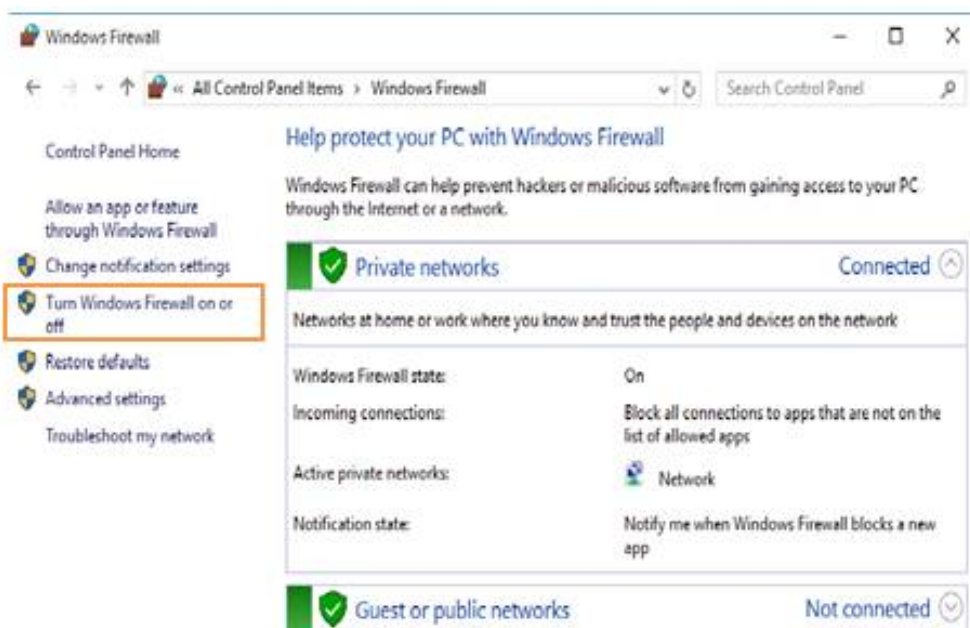 Windows Firewall
« All Control Panel Items > Windows Firewall
Search Control Panel
Control Panel Home
Allow an app or feature
through Windows Firewall
Change notification settings
Turn Windows Firewall on or
off
Restore defaults
Advanced settings
Troubleshoot my network
Help protect your PC with Windows Firewall
Windows Firewall can help prevent hackers or malicious software from gaining access to your PC
through the Internet or a network.
Private networks Connected
Networks at home or work where you know and trust the people and devices on the network
Windows Firewall state: On
Incoming connections: Block all connections to apps that are not on the
list of allowed apps
Active private networks: Network
Notification state: Notify me when Windows Firewall blocks a new
app
Guest or public networks Not connected